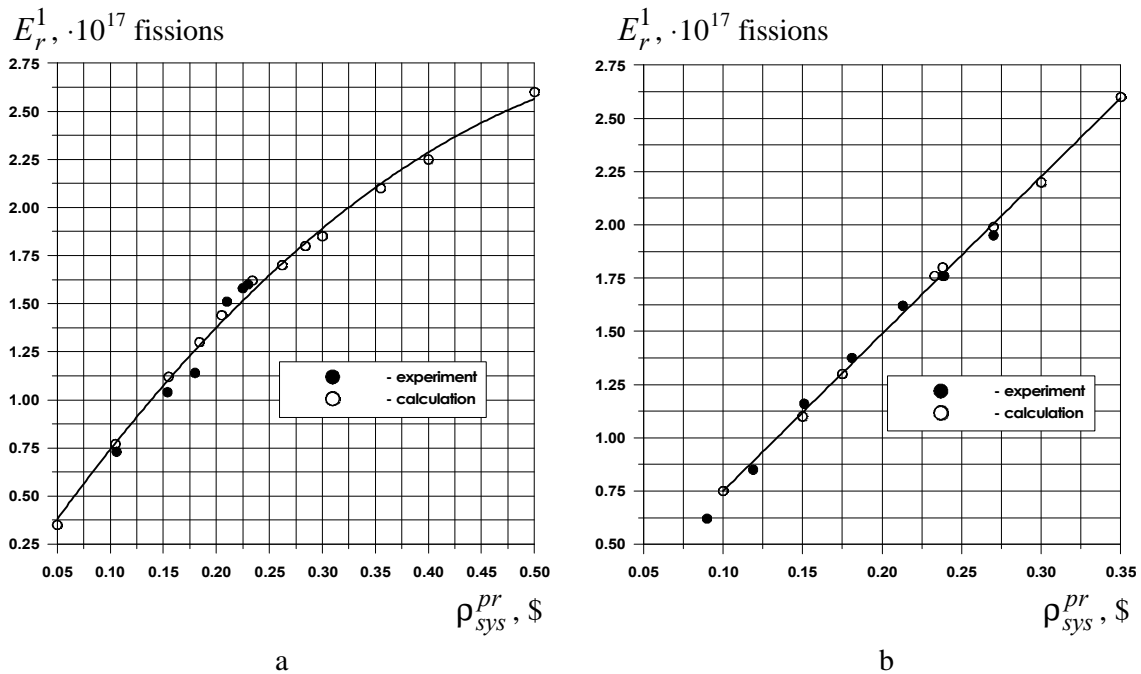 E_r^1, ·10^17 fissions
2.75
2.50
2.25
2.00
1.75
1.50
1.25
1.00
0.75
0.50
0.25
0.05 0.10 0.15 0.20 0.25 0.30 0.35 0.40 0.45 0.50
- experiment
- calculation
ρ_sys^pr, $
a
E_r^1, ·10^17 fissions
2.75
2.50
2.25
2.00
1.75
1.50
1.25
1.00
0.75
0.50
0.10 0.15 0.20 0.25 0.30 0.35
- experiment
- calculation
ρ_sys^pr, $
b